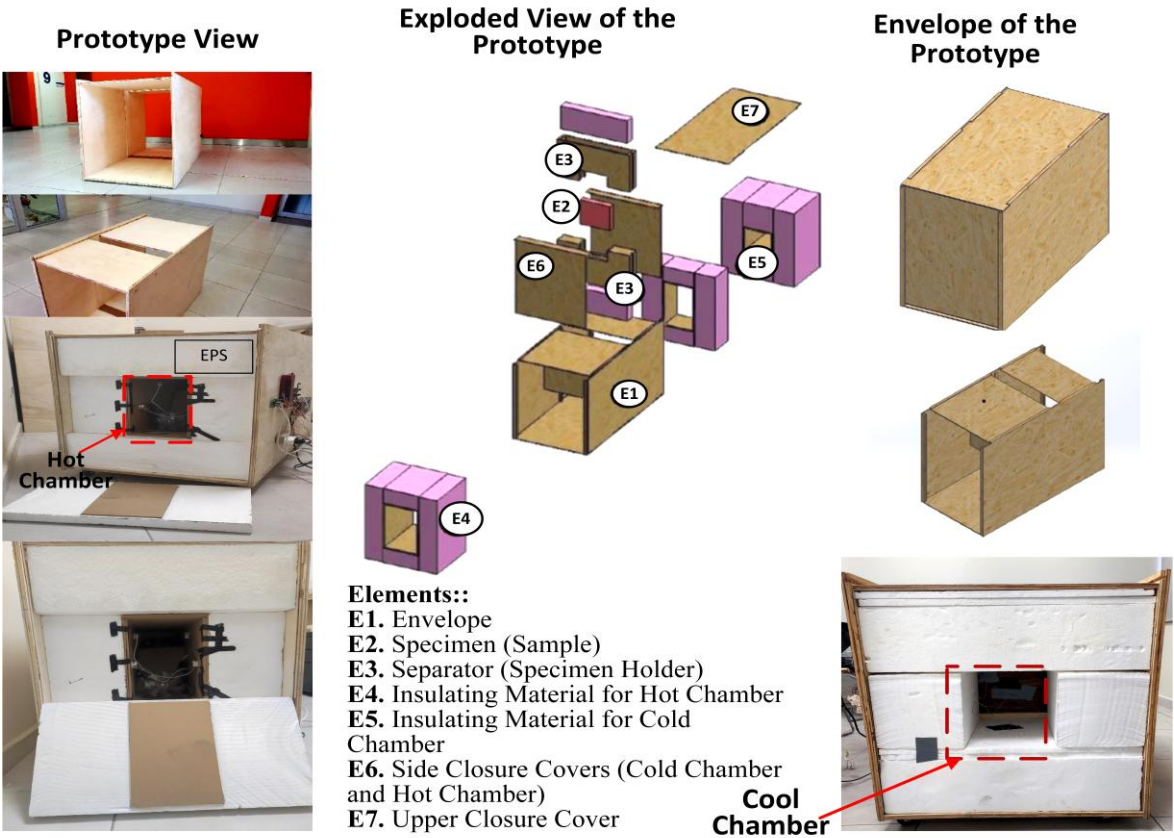 Prototype View
Exploded View of the
Prototype
Envelope of the
Prototype
9
E7
E3
E2
E6
E5
E3
E1
EPS
Hot
Chamber
E4
Elements::
E1. Envelope
E2. Specimen (Sample)
E3. Separator (Specimen Holder)
E4. Insulating Material for Hot Chamber
E5. Insulating Material for Cold
Chamber
E6. Side Closure Covers (Cold Chamber
and Hot Chamber)
E7. Upper Closure Cover
Cool
Chamber